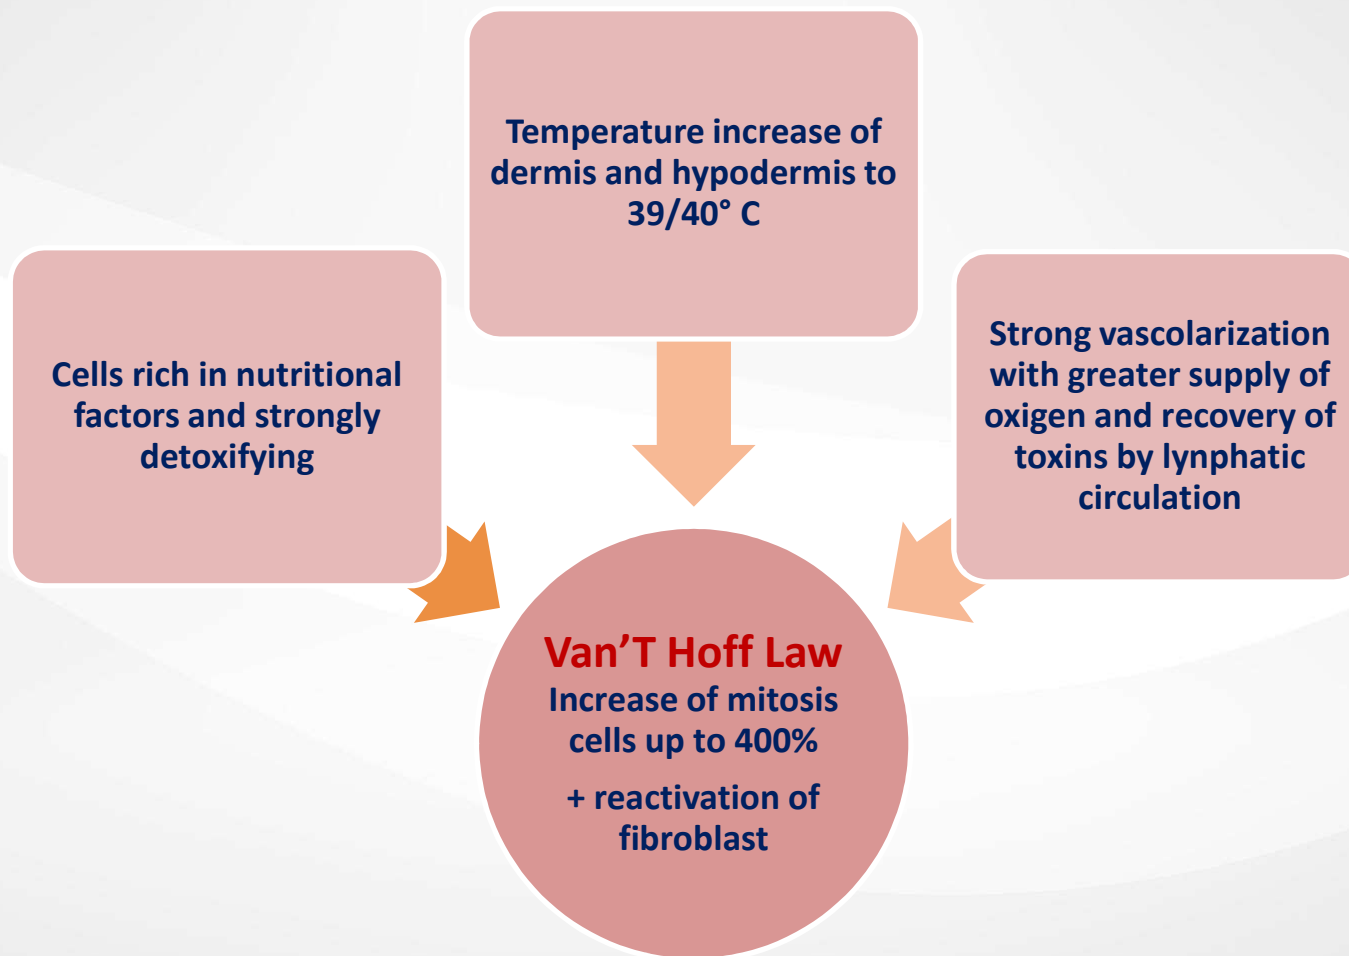 Temperature increase of
dermis and hypodermis to
39/40° C
Cells rich in nutritional
factors and strongly
detoxifying
Strong vascolarization
with greater supply of
oxigen and recovery of
toxins by lynphatic
circulation
Van’T Hoff Law
Increase of mitosis
cells up to 400%
+ reactivation of
fibroblast